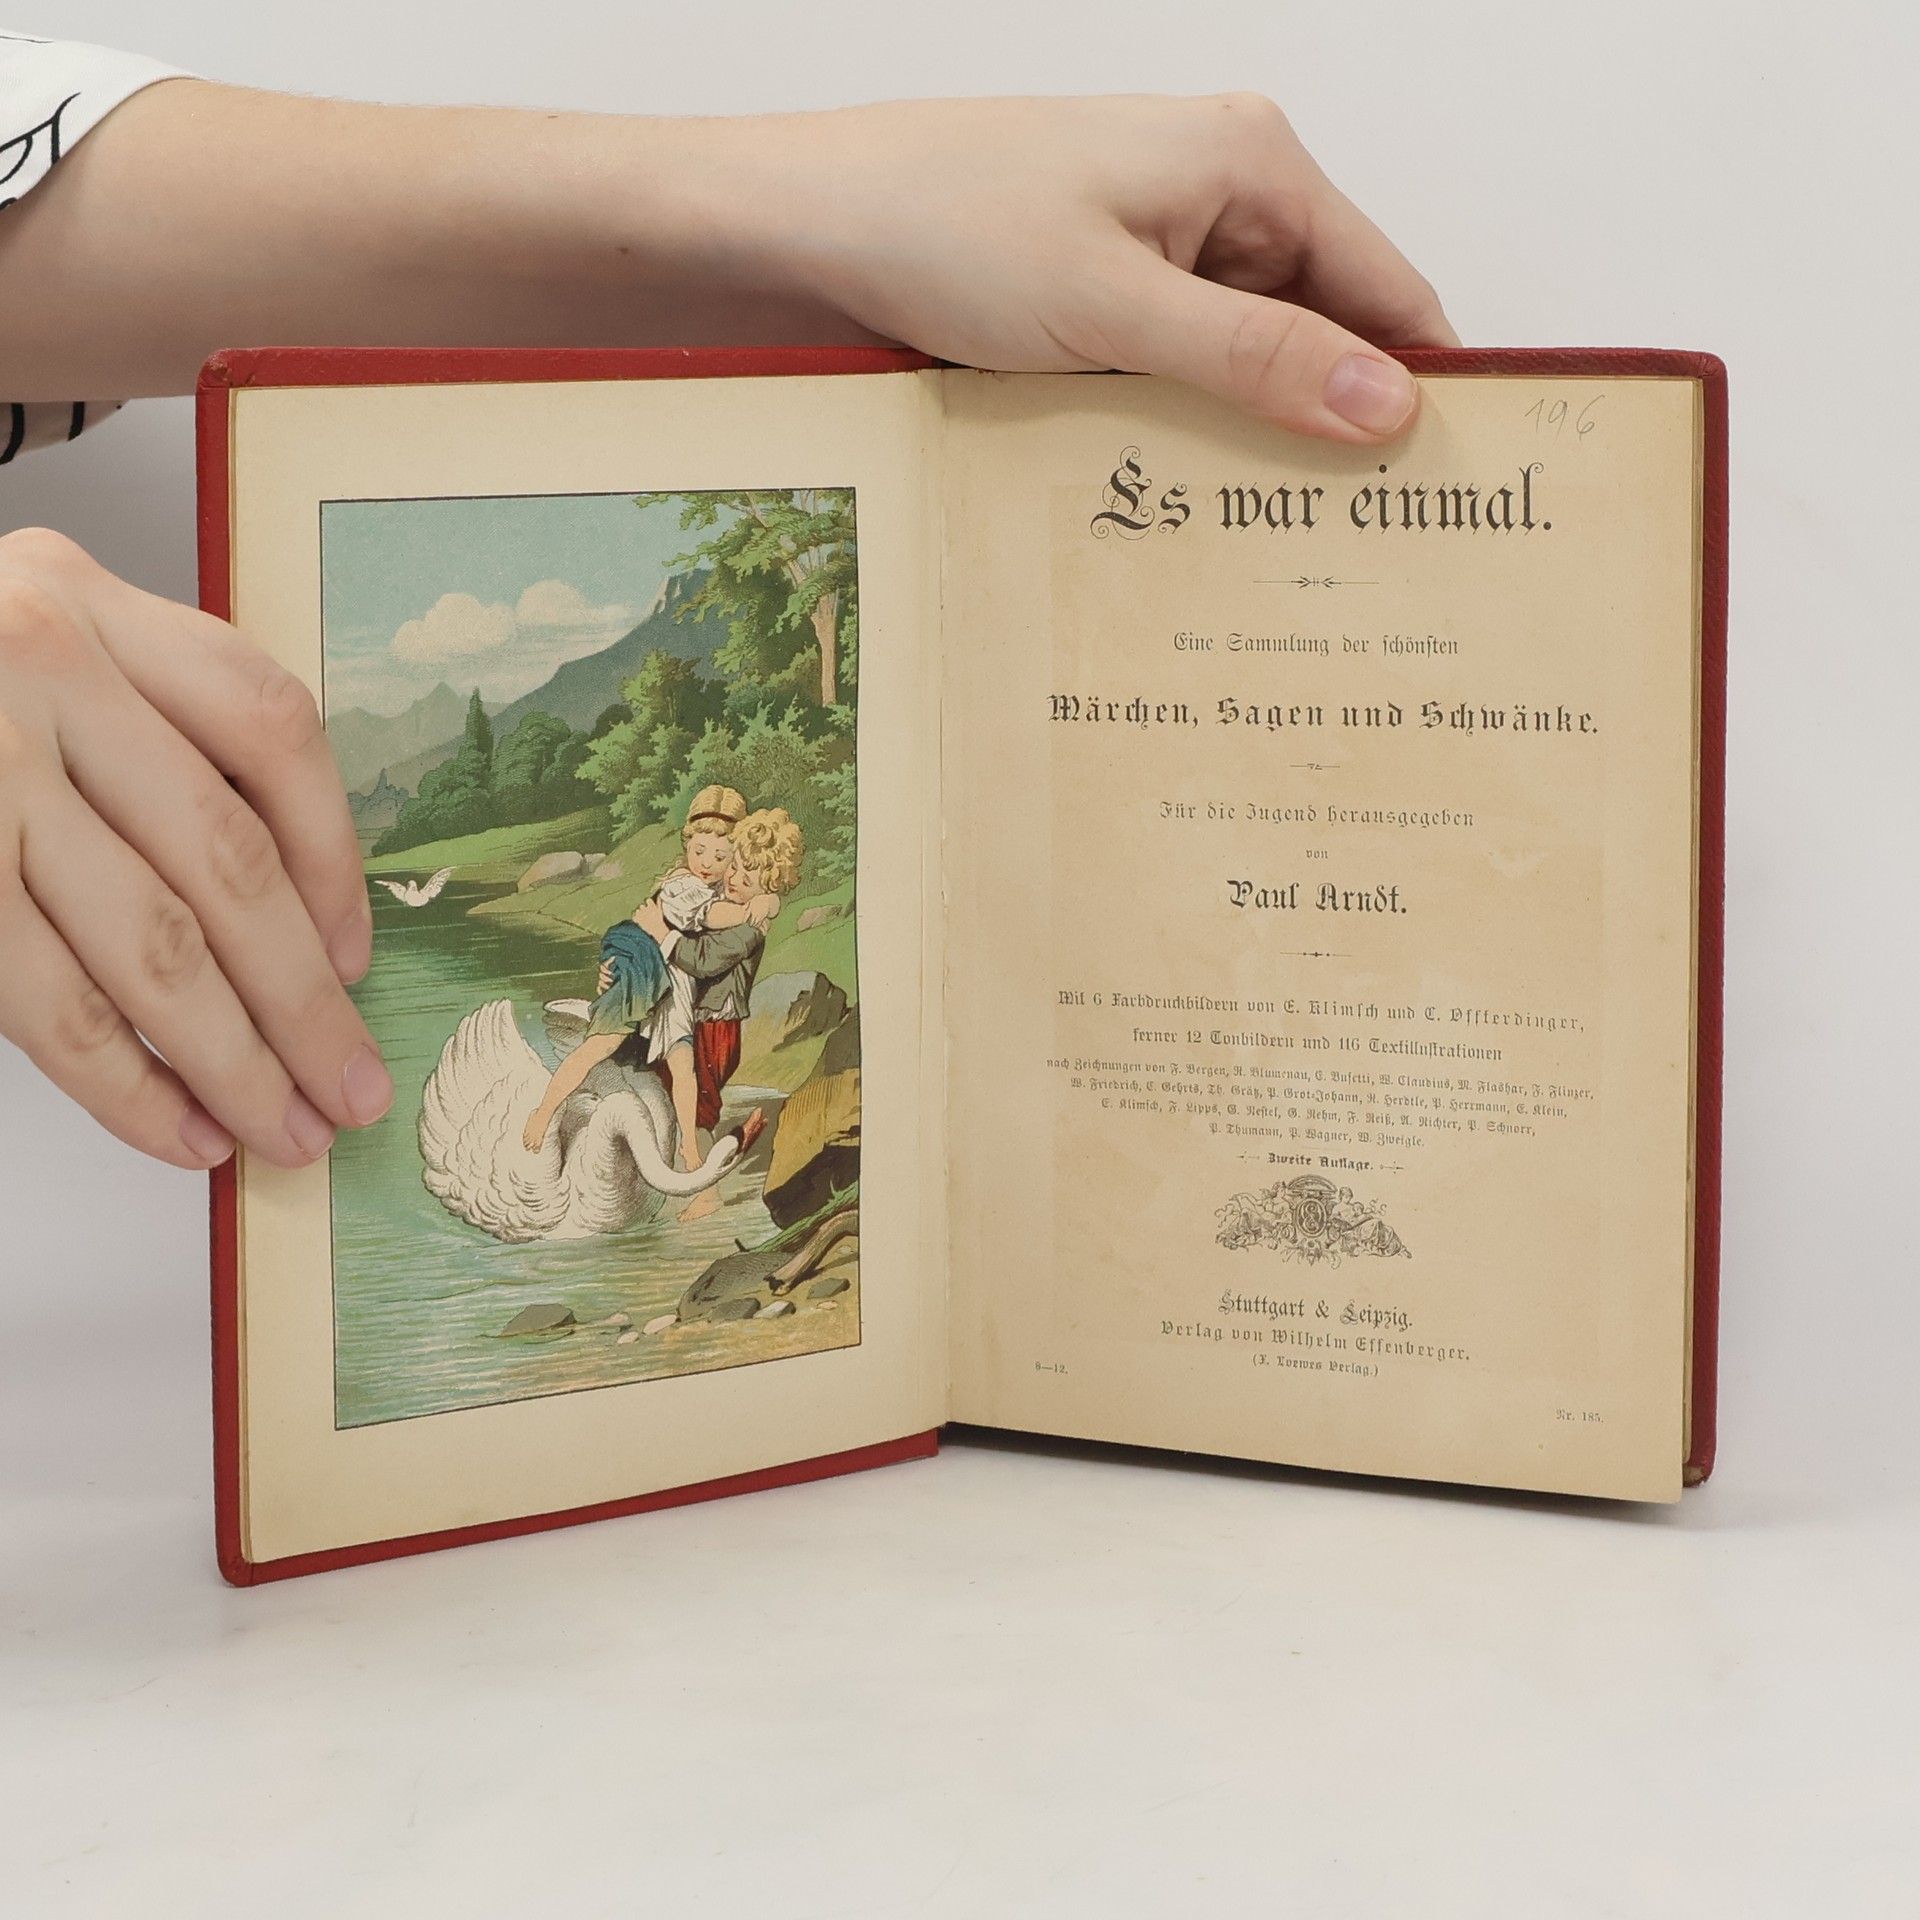 196
Es war einmal.
Eine Sammlung der schönsten
Märchen, Sagen und Schwänke.
Für die Jugend herausgegeben
von
Paul Arndt.
Mit 6 Farbdruckbildern von E. Klimsch und C. Offterdinger,
ferner 12 Tonbildern und 116 Textillustrationen
nach Zeichnungen von F. Bergen, R. Blumenau, C. Busetti, W. Claudius, M. Flashar, F. Flinzer,
W. Friedrich, C. Gehrts, Th. Grätz, P. Grot-Johann, R. Herdtle, P. Herrmann, E. Klein,
E. Klimsch, F. Lipps, G. Nestel, G. Rehm, F. Reiß, A. Richter, P. Schnorr,
P. Thumann, P. Wagner, W. Zweigle.
Zweite Auflage.
Stuttgart & Leipzig.
Verlag von Wilhelm Effenberger.
(F. Loewes Verlag.)
8—12.
Nr. 185.